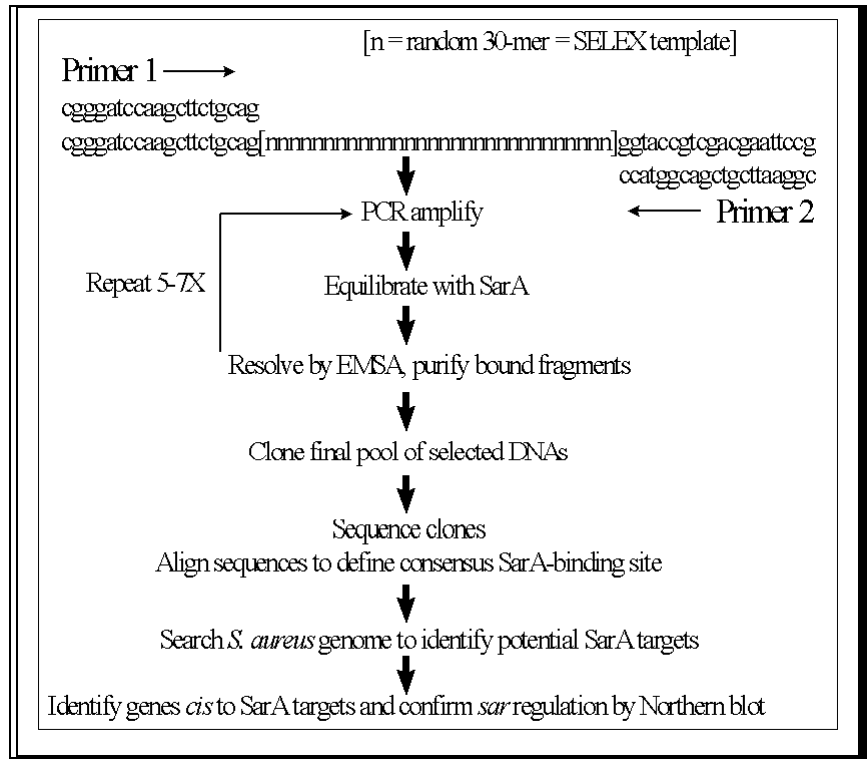 [n = random 30-mer = SELEX template]
Primer 1
cgggatccaagcttctgcag
cgggatccaagcttctgcag[nnnnnnnnnnnnnnnnnnnnnnnnnnnnnn]ggtaccgtcgacgaattccg
ccatggcagctgcttaaggc
PCR amplify
Primer 2
Repeat 5-7X
Equilibrate with SarA
Resolve by EMSA, purify bound fragments
Clone final pool of selected DNAs
Sequence clones
Align sequences to define consensus SarA-binding site
Search S. aureus genome to identify potential SarA targets
Identify genes cis to SarA targets and confirm sar regulation by Northern blot